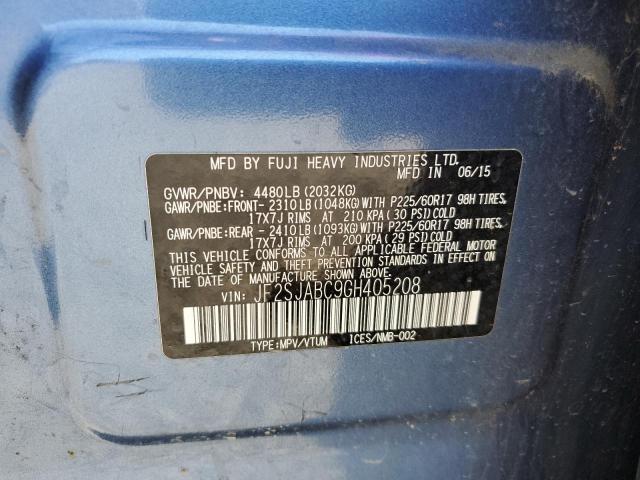 MFD BY FUJI HEAVY INDUSTRIES LTD.
MFD IN 06/15
GVWR/PNBV: 4480LB (2032KG)
GAWR/PNBE:FRONT- 2310LB (1048KG) WITH P225/60R17 98H TIRES,
17X7J RIMS AT 210 KPA (30 PSI) COLD
GAWR/PNBE:REAR - 2410LB (1093KG) WITH P225/60R17 98H TIRES,
17X7J RIMS AT 200 KPA (29 PSI) COLD
THIS VEHICLE CONFORMS TO ALL APPLICABLE FEDERAL MOTOR
VEHICLE SAFETY AND THEFT PREVENTION STANDARDS IN EFFECT ON
THE DATE OF MANUFACTURE SHOWN ABOVE.
VIN: JF2SJABC9GH405208
TYPE:MPV/VTUM ICES/NMB-002